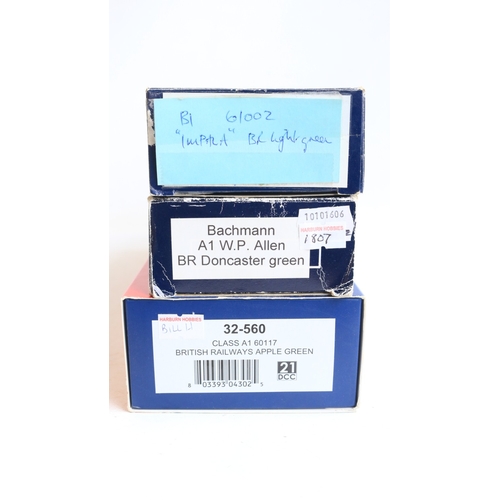 B1 61002
"IMPALA" BR light green
10101606
HARBURN HOBBIES
1807
Bachmann
A1 W.P. Allen
BR Doncaster green
HARBURN HOBBIES
BILL W
32-560
CLASS A1 60117
BRITISH RAILWAYS APPLE GREEN
8 03393 04302 5
21
DCC